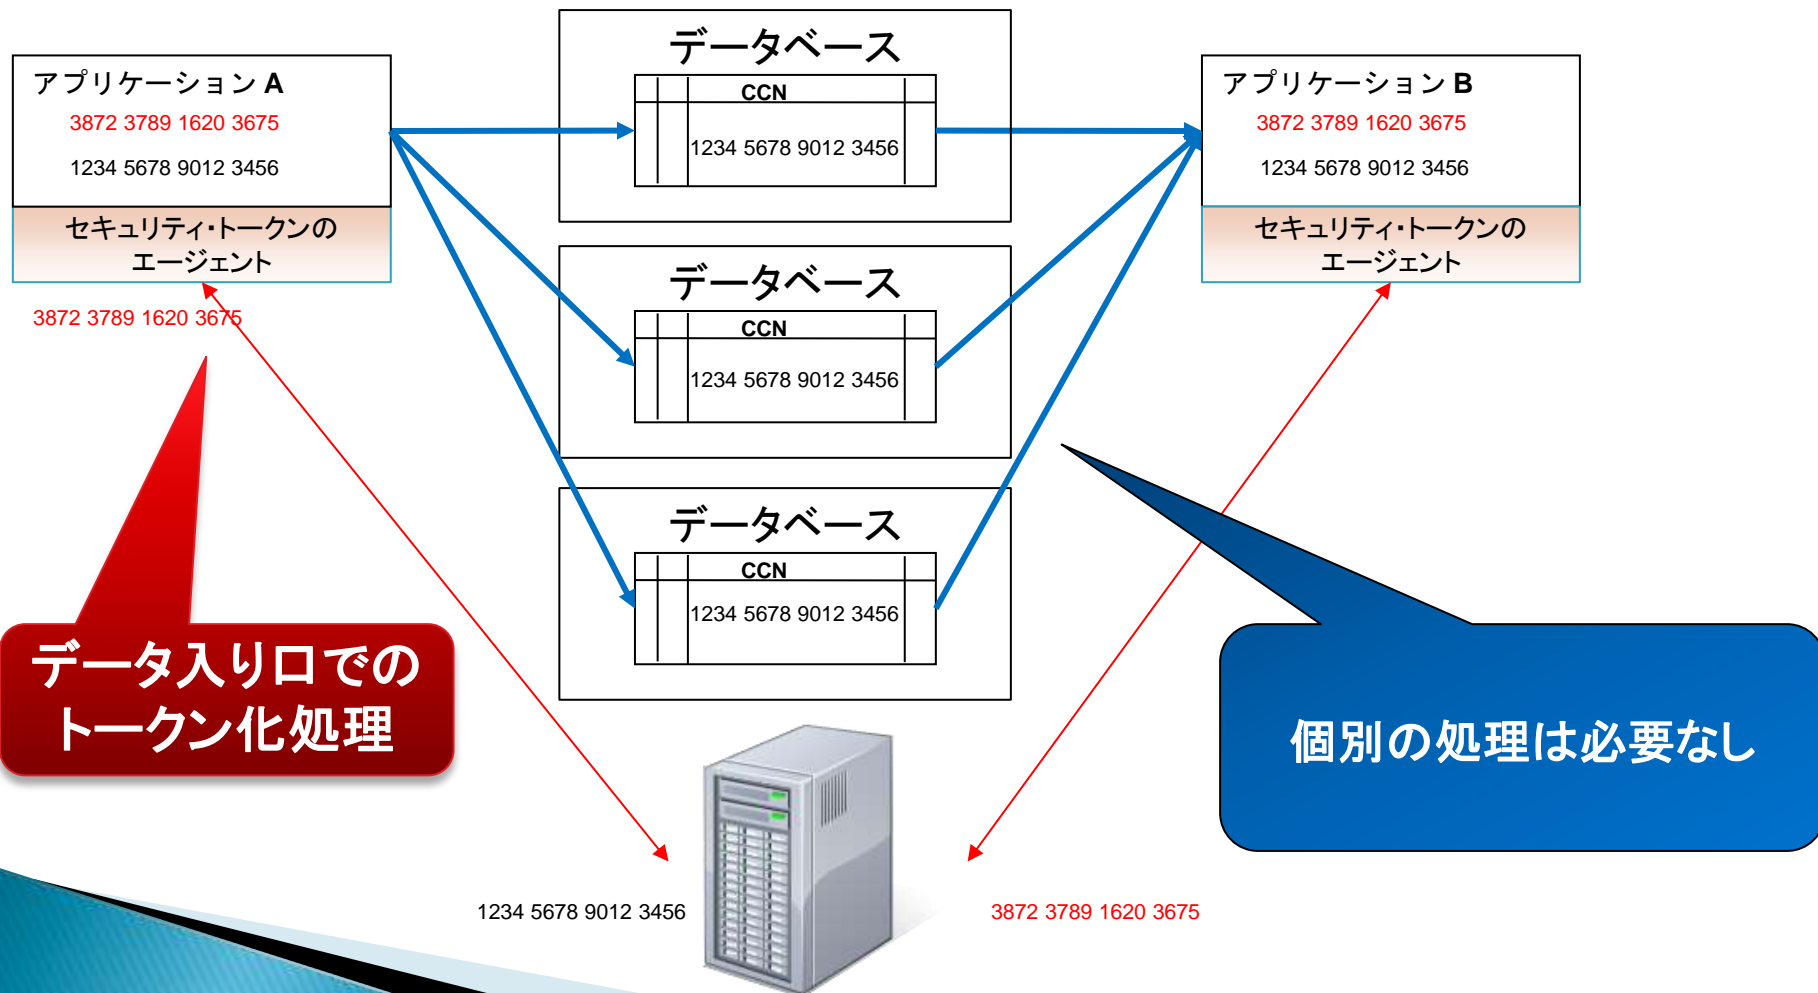 アプリケーション A
3872 3789 1620 3675
1234 5678 9012 3456
セキュリティ・トークンの
エージェント
3872 3789 1620 3675
データベース
CCN
1234 5678 9012 3456
データベース
CCN
1234 5678 9012 3456
データベース
CCN
1234 5678 9012 3456
アプリケーション B
3872 3789 1620 3675
1234 5678 9012 3456
セキュリティ・トークンの
エージェント
データ入り口での
トークン化処理
個別の処理は必要なし
1234 5678 9012 3456
3872 3789 1620 3675